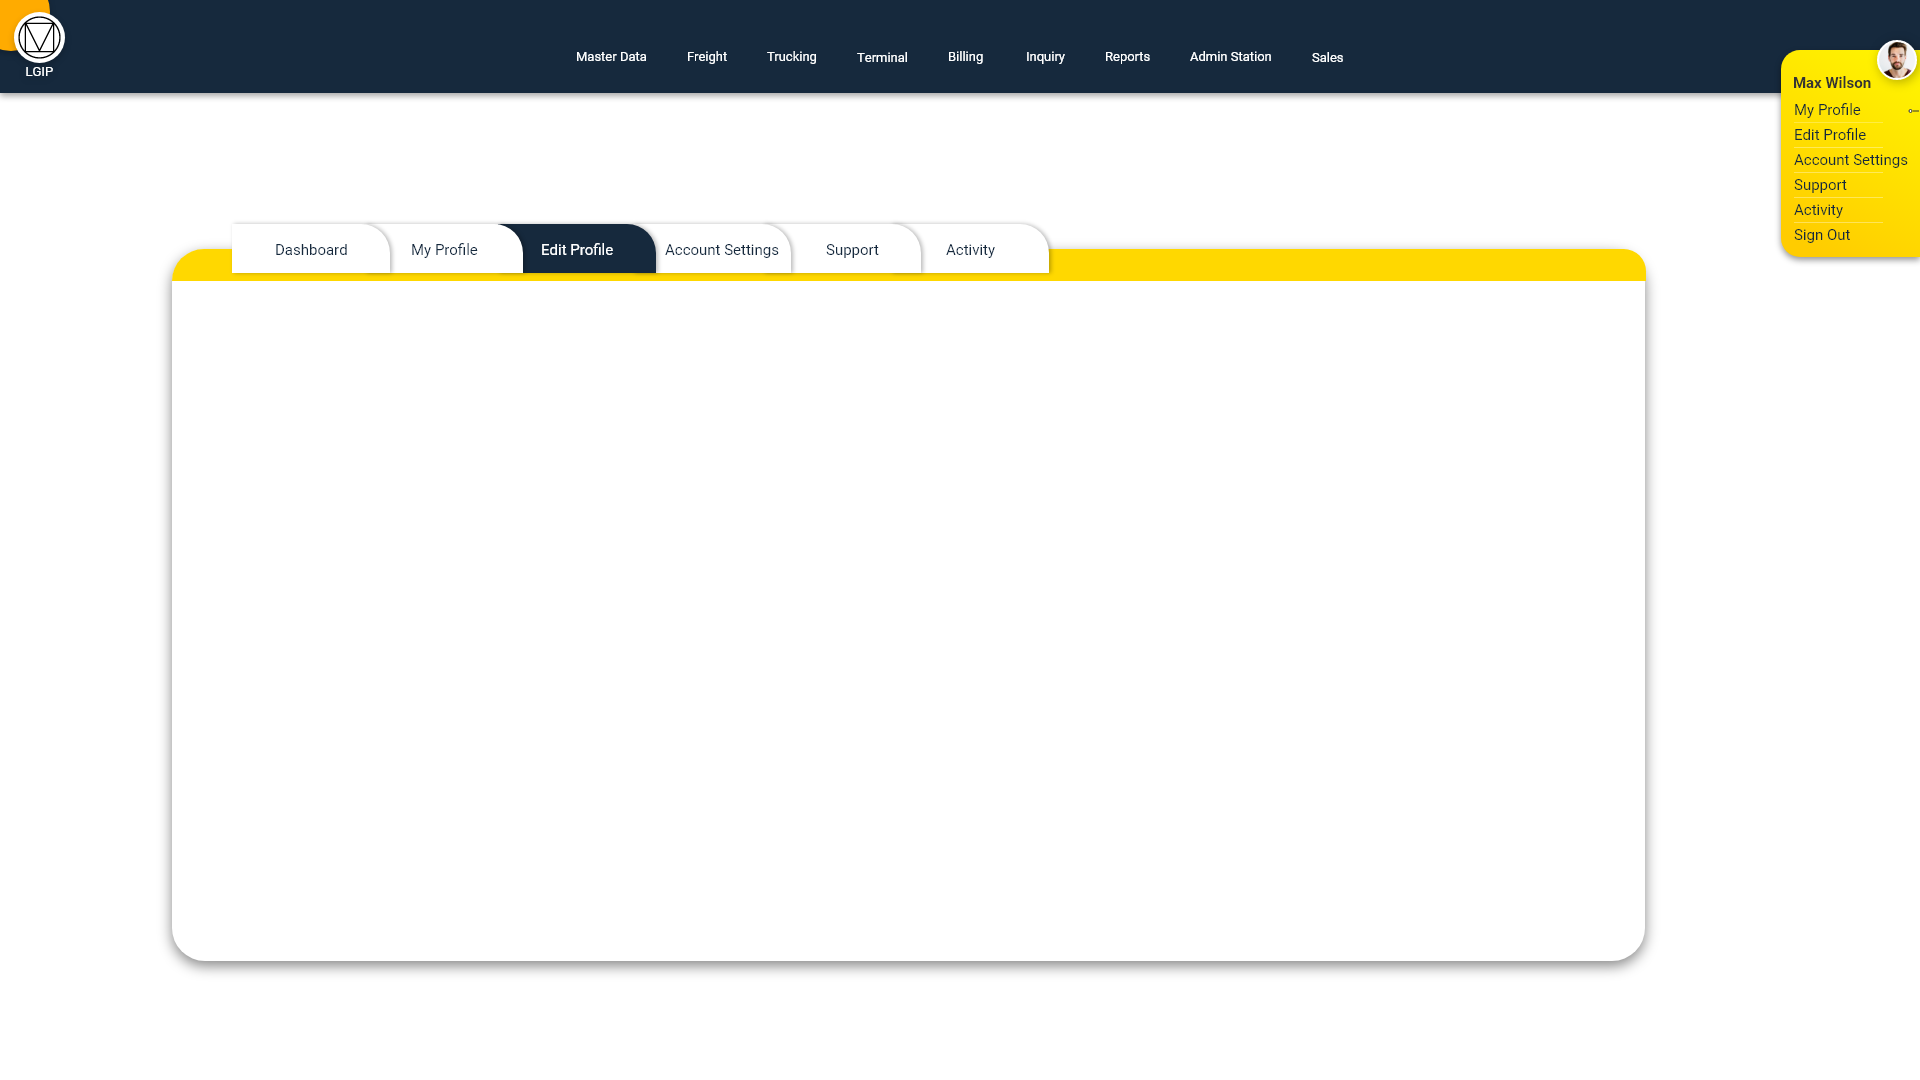 LGIP
Master Data
Freight
Trucking
Terminal
Billing
Inquiry
Reports
Admin Station
Sales
Max Wilson
My Profile
Edit Profile
Account Settings
Support
Activity
Sign Out
Dashboard
My Profile
Edit Profile
Account Settings
Support
Activity